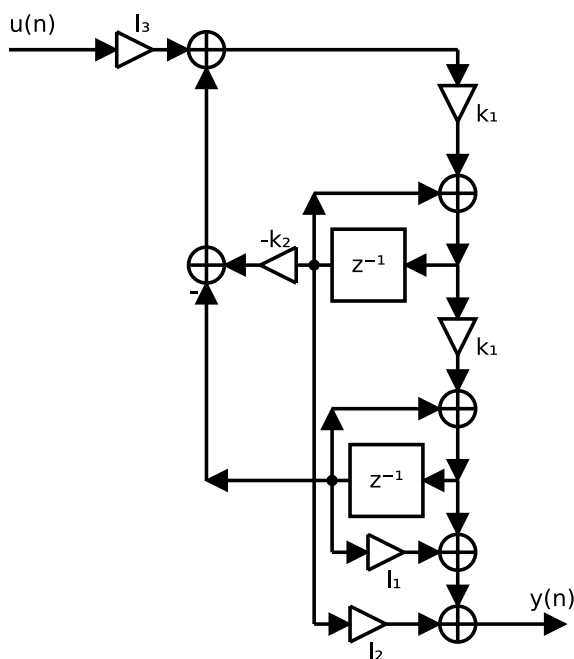 u(n)
l₃
k₁
-k₂
z⁻¹
-
k₁
z⁻¹
l₁
y(n)
l₂